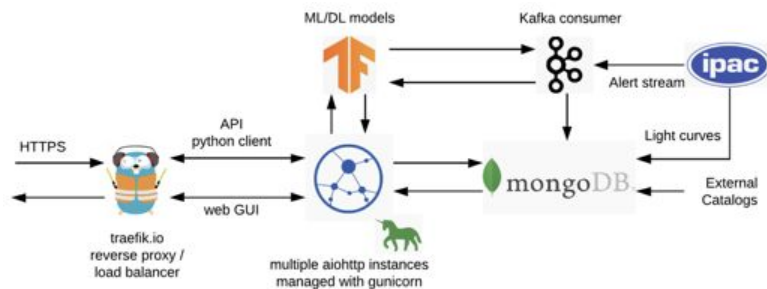 ML/DL models
Kafka consumer
ipac
Alert stream
API
python client
HTTPS
Light curves
mongoDB.
External
Catalogs
web GUI
traefik.io
reverse proxy /
load balancer
multiple aiohttp instances
managed with gunicorn